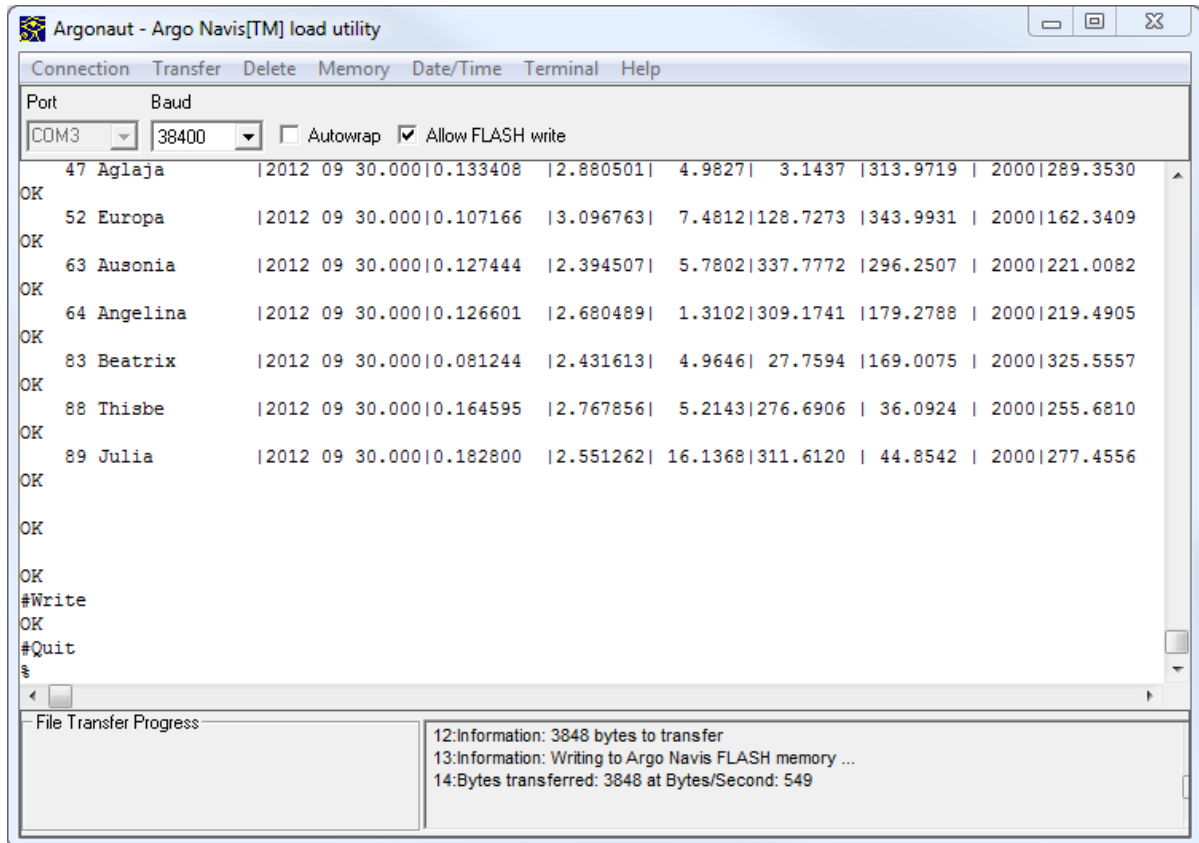 Argonaut - Argo Navis[TM] load utility
Connection Transfer Delete Memory Date/Time Terminal Help
Port Baud
COM3 38400 Autowrap Allow FLASH write
47 Aglaja |2012 09 30.000|0.133408 |2.880501| 4.9827| 3.1437 |313.9719 | 2000|289.3530
OK
52 Europa |2012 09 30.000|0.107166 |3.096763| 7.4812|128.7273 |343.9931 | 2000|162.3409
OK
63 Ausonia |2012 09 30.000|0.127444 |2.394507| 5.7802|337.7772 |296.2507 | 2000|221.0082
OK
64 Angelina |2012 09 30.000|0.126601 |2.680489| 1.3102|309.1741 |179.2788 | 2000|219.4905
OK
83 Beatrix |2012 09 30.000|0.081244 |2.431613| 4.9646| 27.7594 |169.0075 | 2000|325.5557
OK
88 Thisbe |2012 09 30.000|0.164595 |2.767856| 5.2143|276.6906 | 36.0924 | 2000|255.6810
OK
89 Julia |2012 09 30.000|0.182800 |2.551262| 16.1368|311.6120 | 44.8542 | 2000|277.4556
OK
OK
OK
#Write
OK
#Quit
%
File Transfer Progress
12:Information: 3848 bytes to transfer
13:Information: Writing to Argo Navis FLASH memory ...
14:Bytes transferred: 3848 at Bytes/Second: 549